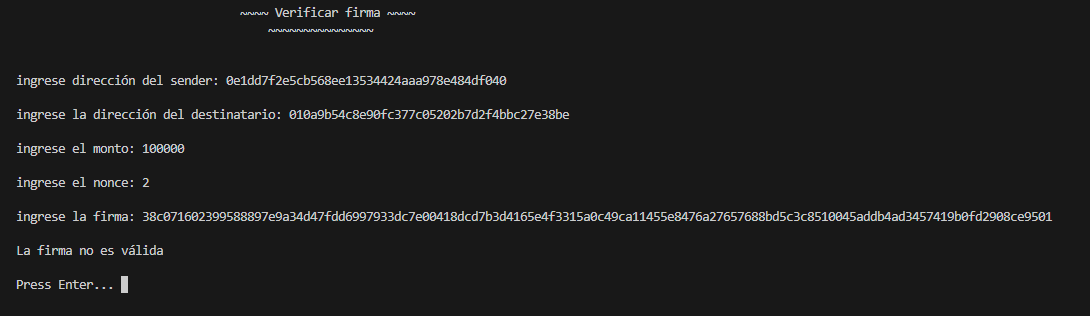 ~~~~ Verificar firma ~~~~
~~~~~~~~~~~~~~~
ingrese dirección del sender: 0e1dd7f2e5cb568ee13534424aaa978e484df040
ingrese la dirección del destinatario: 010a9b54c8e90fc377c05202b7d2f4bbc27e38be
ingrese el monto: 100000
ingrese el nonce: 2
ingrese la firma: 38c071602399588897e9a34d47fdd6997933dc7e00418dcd7b3d4165e4f3315a0c49ca11455e8476a27657688bd5c3c8510045addb4ad3457419b0fd2908ce9501
La firma no es válida
Press Enter...